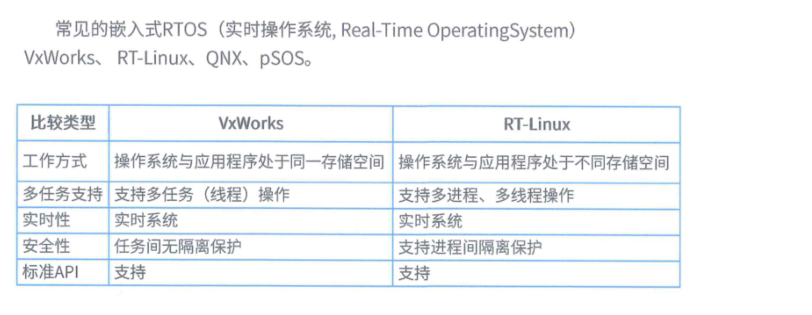 常见的嵌入式RTOS（实时操作系统, Real-Time OperatingSystem）
VxWorks、 RT-Linux、QNX、pSOS。
比较类型 VxWorks RT-Linux
工作方式 操作系统与应用程序处于同一存储空间 操作系统与应用程序处于不同存储空间
多任务支持 支持多任务（线程）操作 支持多进程、多线程操作
实时性 实时系统 实时系统
安全性 任务间无隔离保护 支持进程间隔离保护
标准API 支持 支持